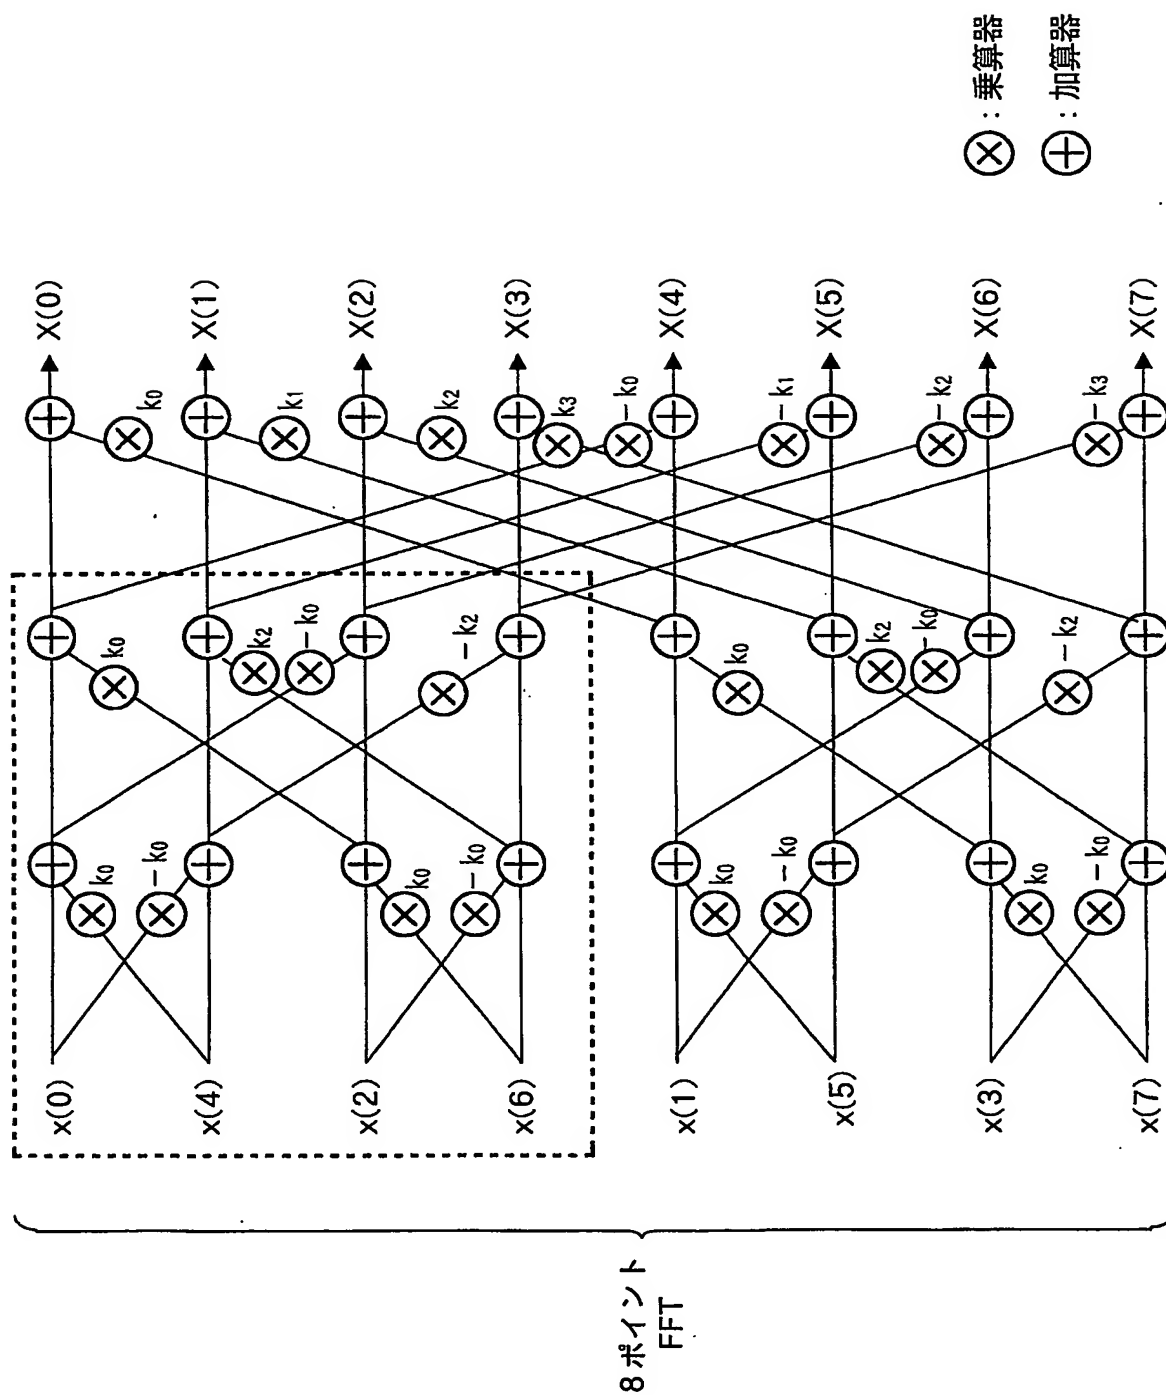 8ポイント
FFT
x(0)
x(4)
x(2)
x(6)
x(1)
x(5)
x(3)
x(7)
k0
-k0
k0
-k0
k0
-k0
k0
-k0
k0
k2
-k0
-k2
k0
k2
-k0
-k2
k0
k1
k2
k3
-k0
-k1
-k2
-k3
X(0)
X(1)
X(2)
X(3)
X(4)
X(5)
X(6)
X(7)
⊗ : 乗算器
⊕ : 加算器